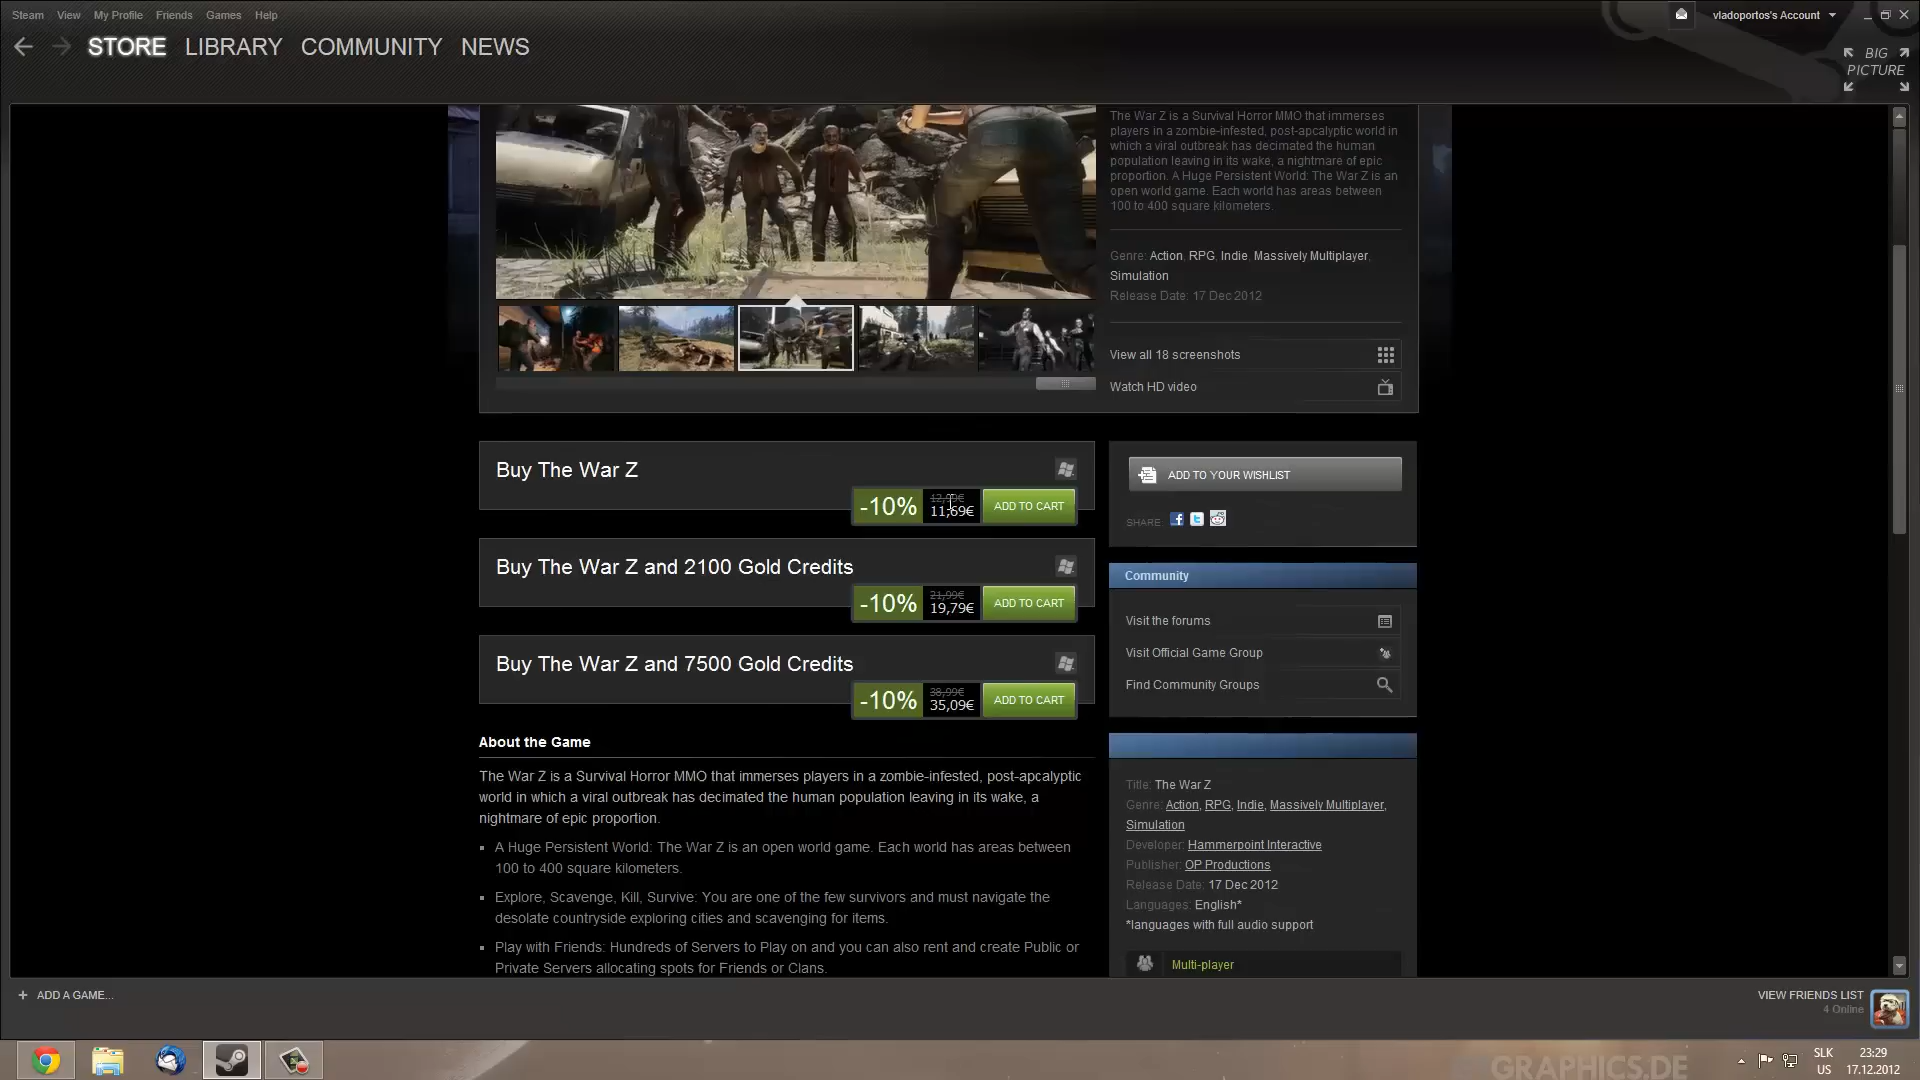 Steam View My Profile Friends Games Help
vladoportos's Account
STORE LIBRARY COMMUNITY NEWS
BIG
PICTURE
The War Z is a Survival Horror MMO that immerses
players in a zombie-infested, post-apcalyptic world in
which a viral outbreak has decimated the human
population leaving in its wake, a nightmare of epic
proportion. A Huge Persistent World: The War Z is an
open world game. Each world has areas between
100 to 400 square kilometers.
Genre: Action, RPG, Indie, Massively Multiplayer,
Simulation
Release Date: 17 Dec 2012
View all 18 screenshots
Watch HD video
Buy The War Z
-10% 11,69€ ADD TO CART
Buy The War Z and 2100 Gold Credits
-10% 21,99€ 19,79€ ADD TO CART
Buy The War Z and 7500 Gold Credits
-10% 38,99€ 35,09€ ADD TO CART
About the Game
The War Z is a Survival Horror MMO that immerses players in a zombie-infested, post-apcalyptic
world in which a viral outbreak has decimated the human population leaving in its wake, a
nightmare of epic proportion.
A Huge Persistent World: The War Z is an open world game. Each world has areas between
100 to 400 square kilometers.
Explore, Scavenge, Kill, Survive: You are one of the few survivors and must navigate the
desolate countryside exploring cities and scavenging for items.
Play with Friends: Hundreds of Servers to Play on and you can also rent and create Public or
Private Servers allocating spots for Friends or Clans.
ADD TO YOUR WISHLIST
SHARE:
Community
Visit the forums
Visit Official Game Group
Find Community Groups
Title: The War Z
Genre: Action, RPG, Indie, Massively Multiplayer,
Simulation
Developer: Hammerpoint Interactive
Publisher: OP Productions
Release Date: 17 Dec 2012
Languages: English*
*languages with full audio support
Multi-player
+ ADD A GAME...
VIEW FRIENDS LIST
4 Online
GRAPHICS.DE
SLK
US
23:29
17.12.2012